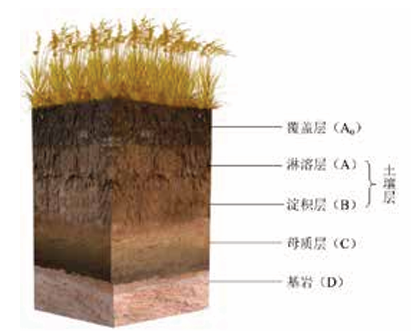 覆盖层（A₀）
淋溶层（A）
淀积层（B）
土壤层
母质层（C）
基岩（D）